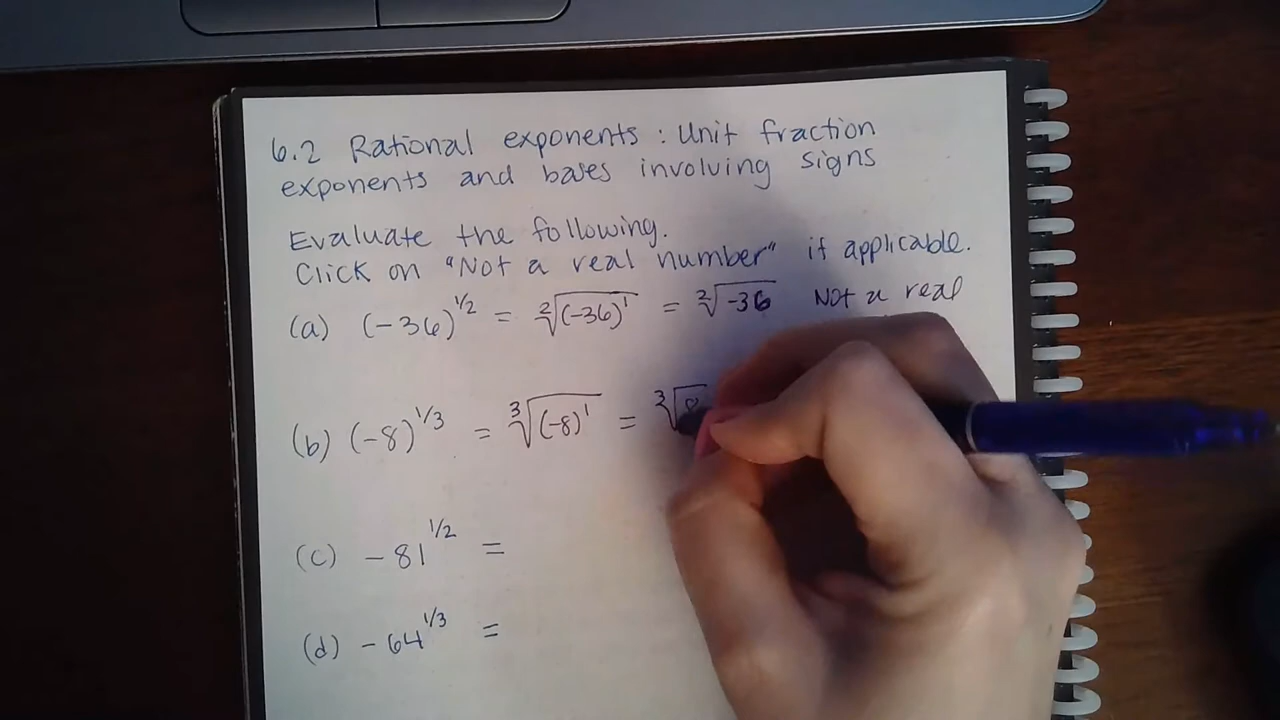 6.2 Rational exponents : Unit fraction
exponents and bases involving signs
Evaluate the following.
Click on "Not a real number" if applicable.
(a) (-36)^1/2 = ²√(-36)^1 = ²√-36 Not a real
(b) (-8)^1/3 = ³√(-8)^1 = ³√
(c) -81^1/2 =
(d) -64^1/3 =